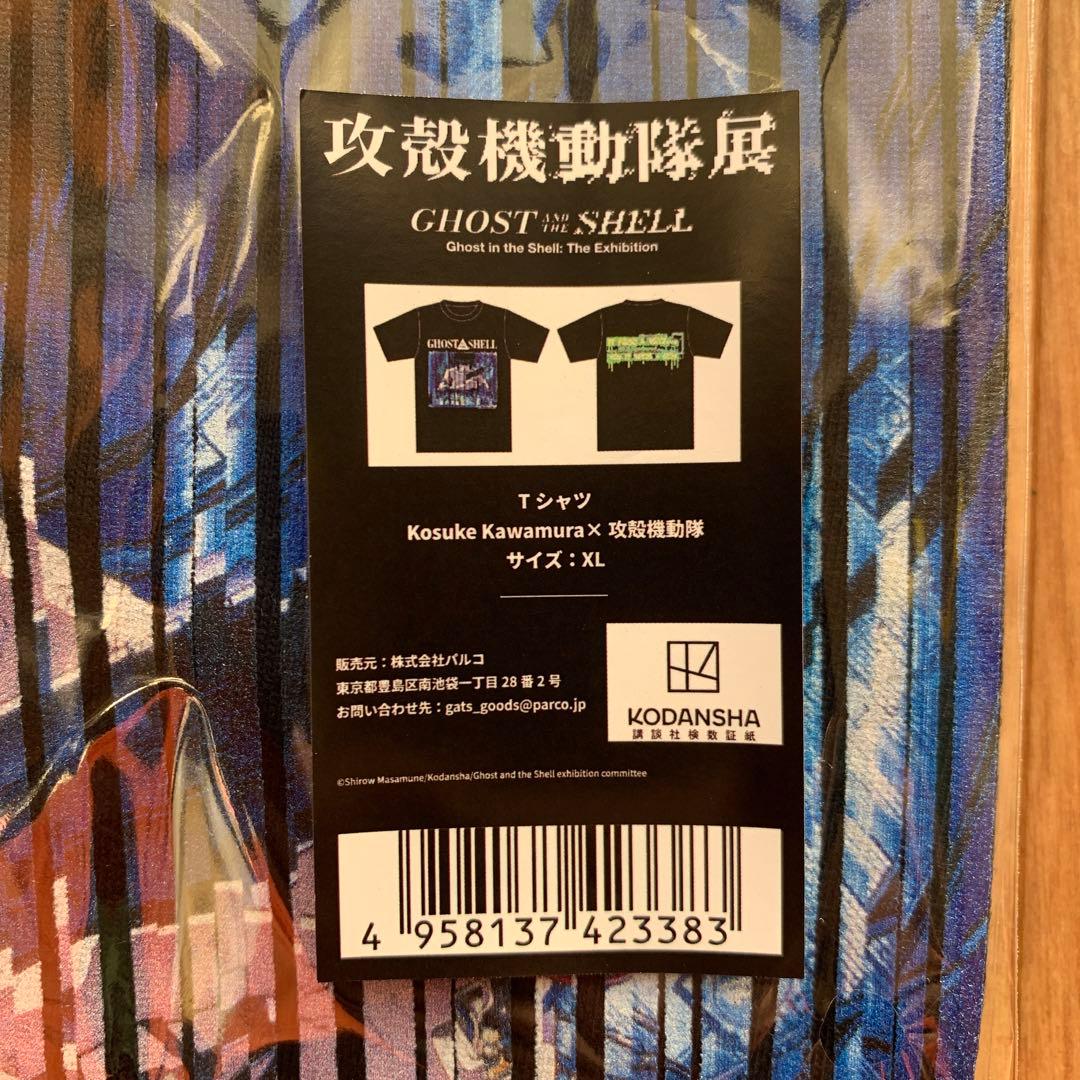 攻殻機動隊展
GHOST AND THE SHELL
Ghost in the Shell: The Exhibition
GHOST SHELL
Tシャツ
Kosuke Kawamura×攻殻機動隊
サイズ：XL
販売元：株式会社パルコ
東京都豊島区南池袋一丁目28番2号
お問い合わせ先：gats_goods@parco.jp
KODANSHA
講談社検数証紙
©Shirow Masamune/Kodansha/Ghost and the Shell exhibition committee
4 958137 423383